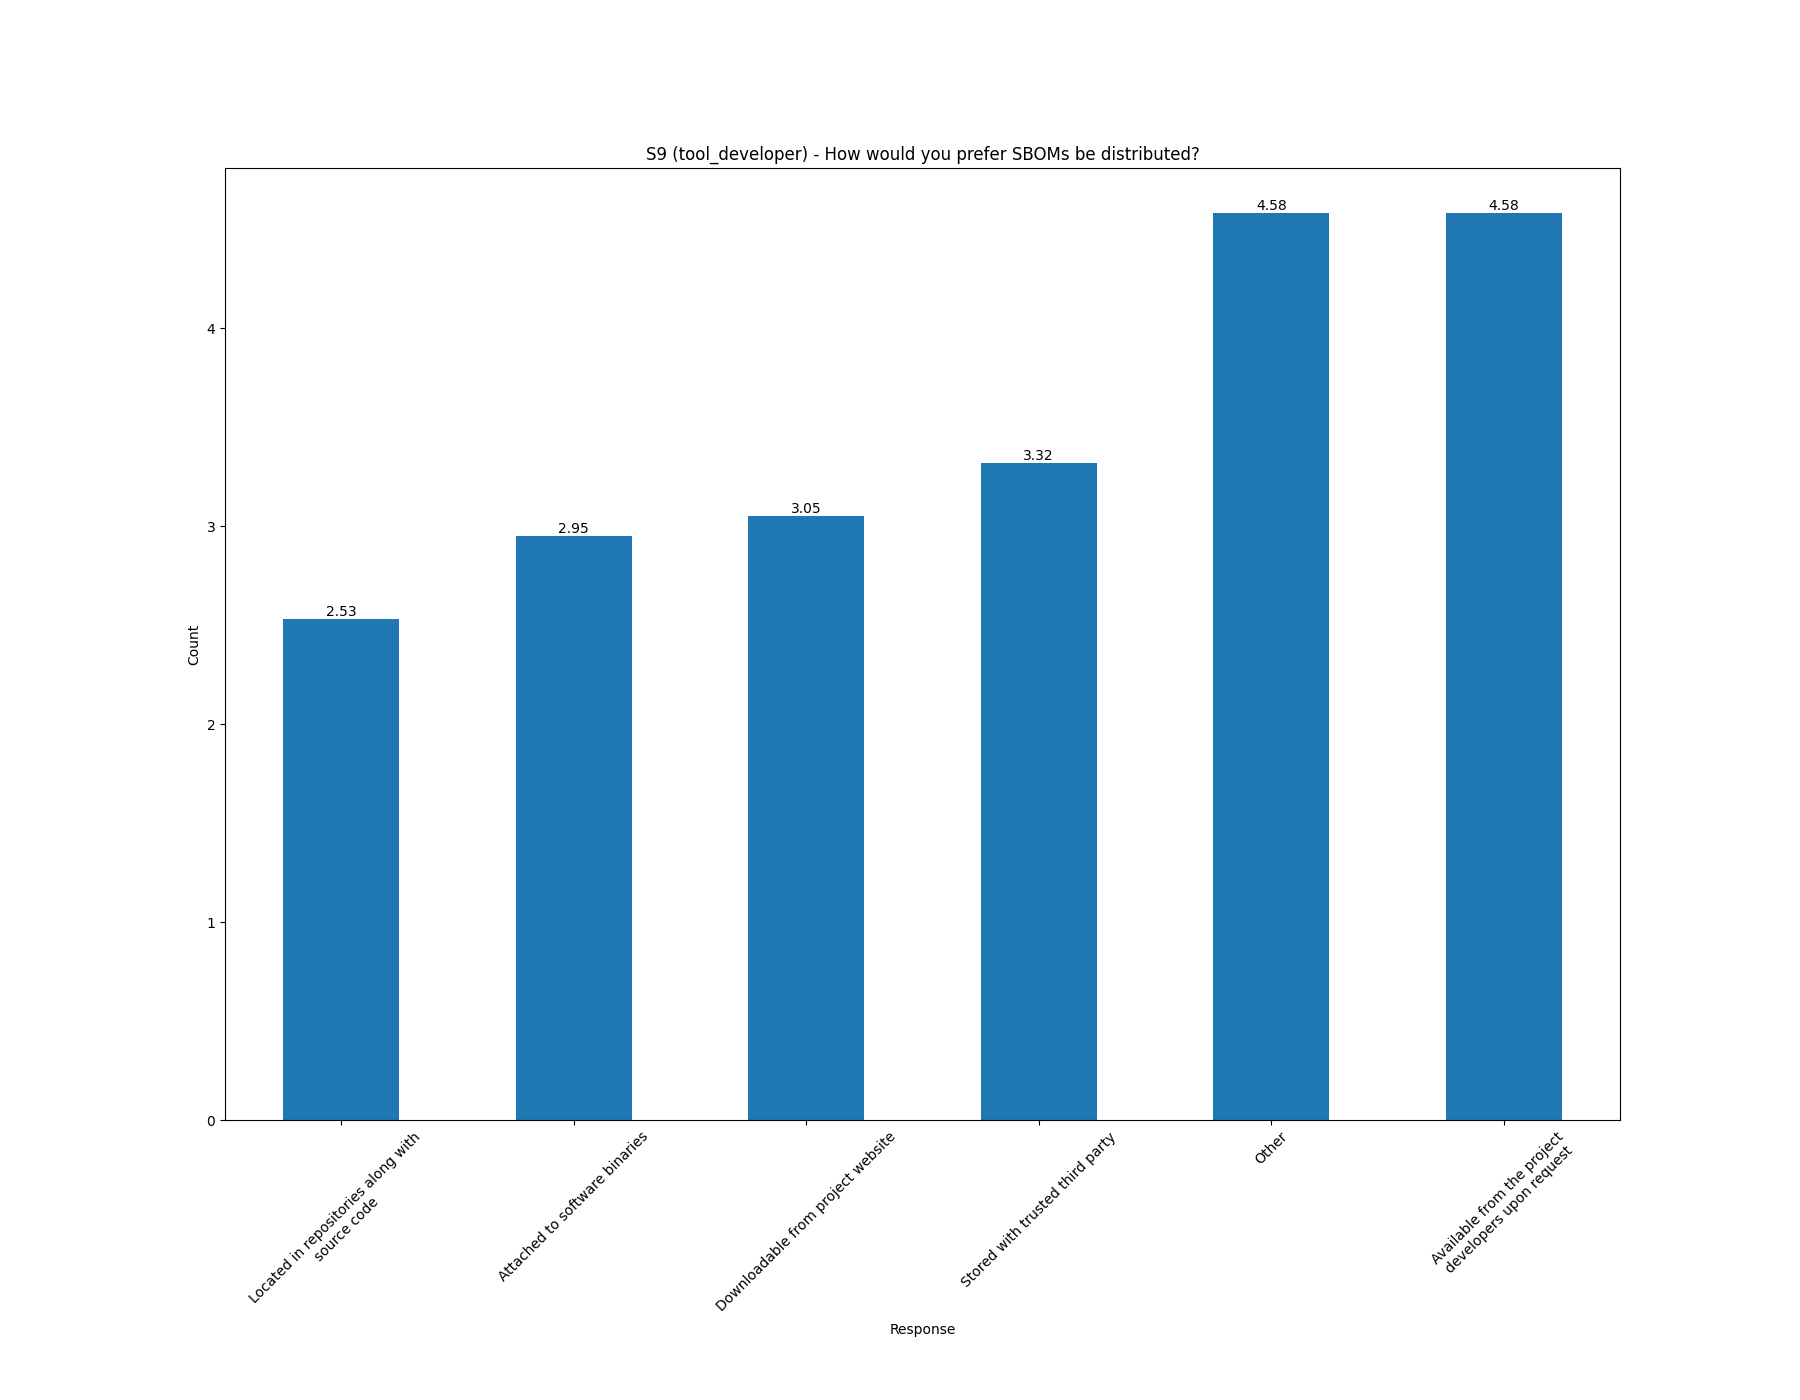 S9 (tool_developer) - How would you prefer SBOMs be distributed?
4.58
4.58
4
3.32
3.05
3
2.95
2.53
Count
2
1
0
Located in repositories along with
source code
Attached to software binaries
Downloadable from project website
Stored with trusted third party
Other
Available from the project
developers upon request
Response